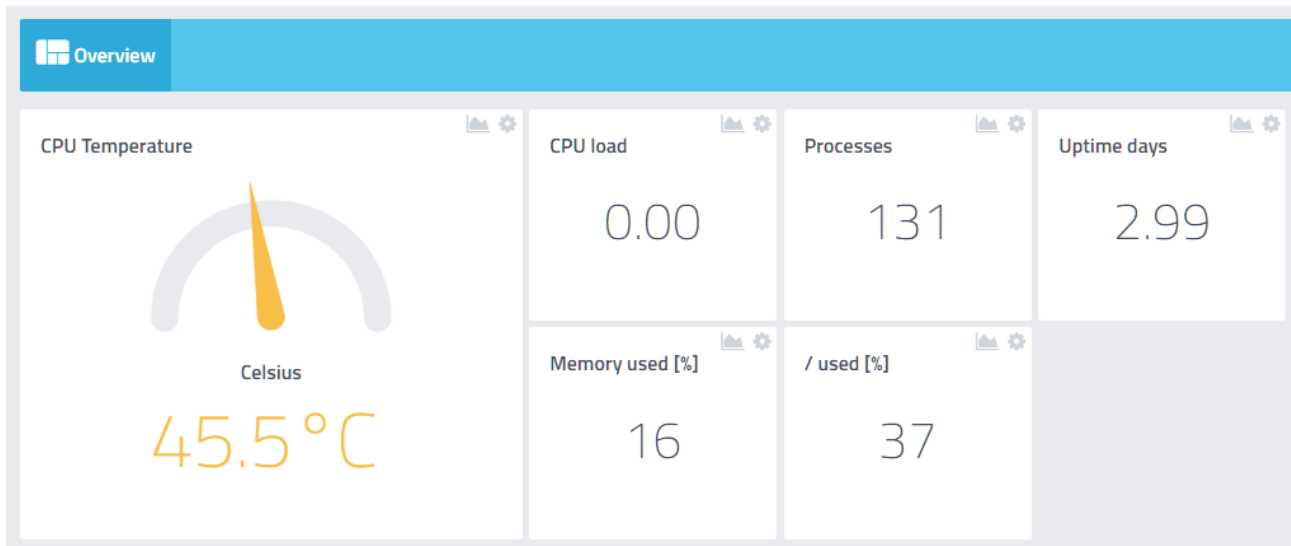 Overview
CPU Temperature
Celsius
45.5°C
CPU load
0.00
Processes
131
Uptime days
2.99
Memory used [%]
16
/ used [%]
37